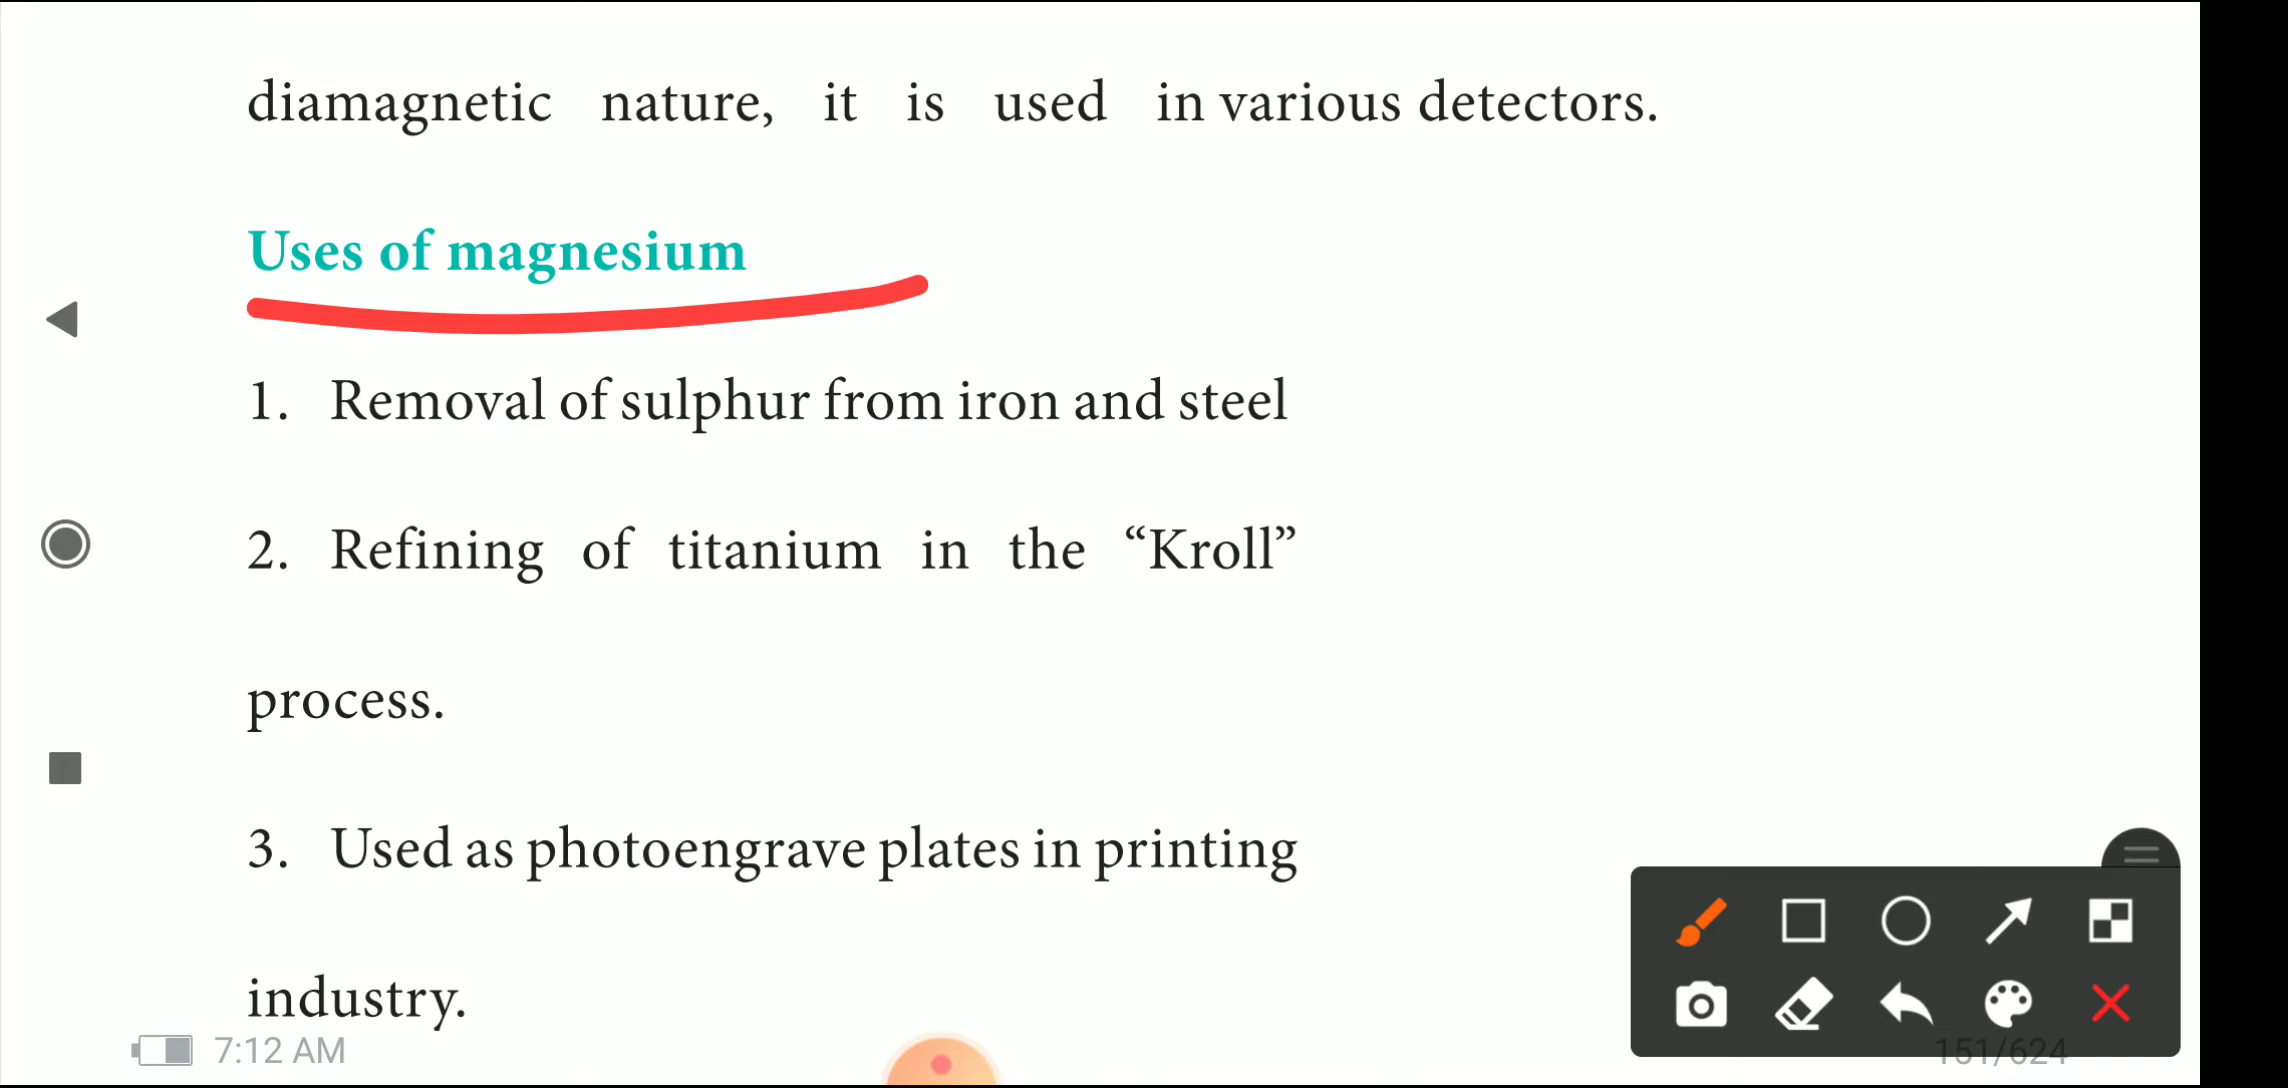 diamagnetic nature, it is used in various detectors.
Uses of magnesium
1. Removal of sulphur from iron and steel
2. Refining of titanium in the “Kroll”
process.
3. Used as photoengrave plates in printing
industry.
7:12 AM
151/624